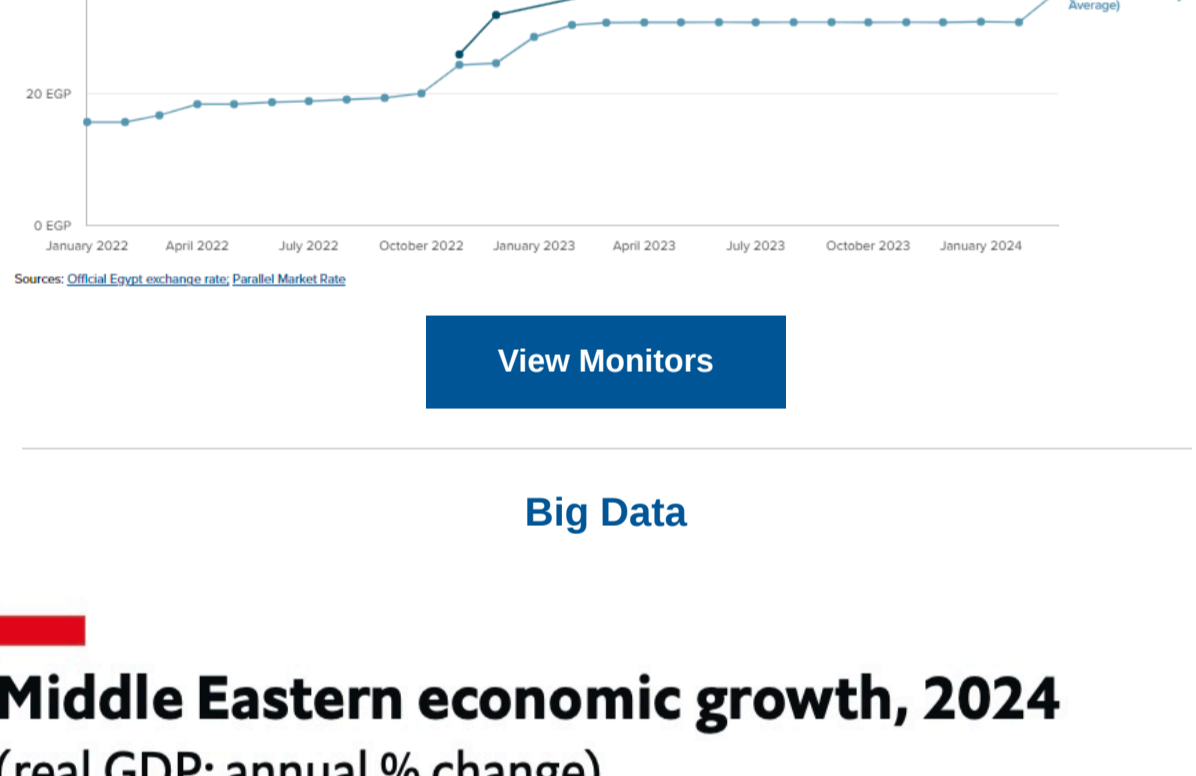 Average)
20 EGP
0 EGP
January 2022 April 2022 July 2022 October 2022 January 2023 April 2023 July 2023 October 2023 January 2024
Sources: Official Egypt exchange rate; Parallel Market Rate
View Monitors
Big Data
Middle Eastern economic growth, 2024
(real GDP; annual % change)